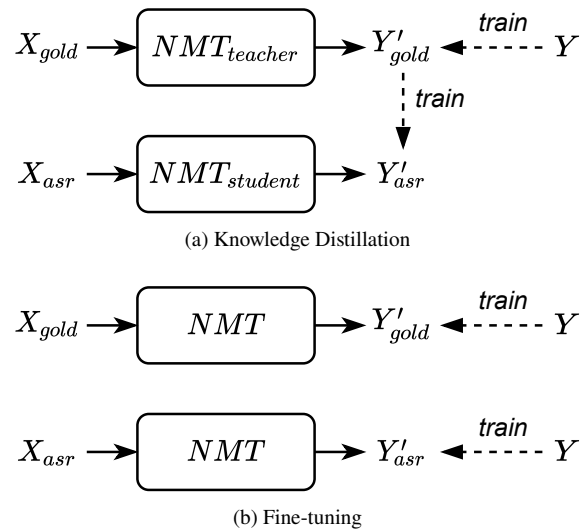 X_gold NMT_teacher Y'_gold train Y
train
X_asr NMT_student Y'_asr
(a) Knowledge Distillation
X_gold NMT Y'_gold train Y
X_asr NMT Y'_asr train Y
(b) Fine-tuning